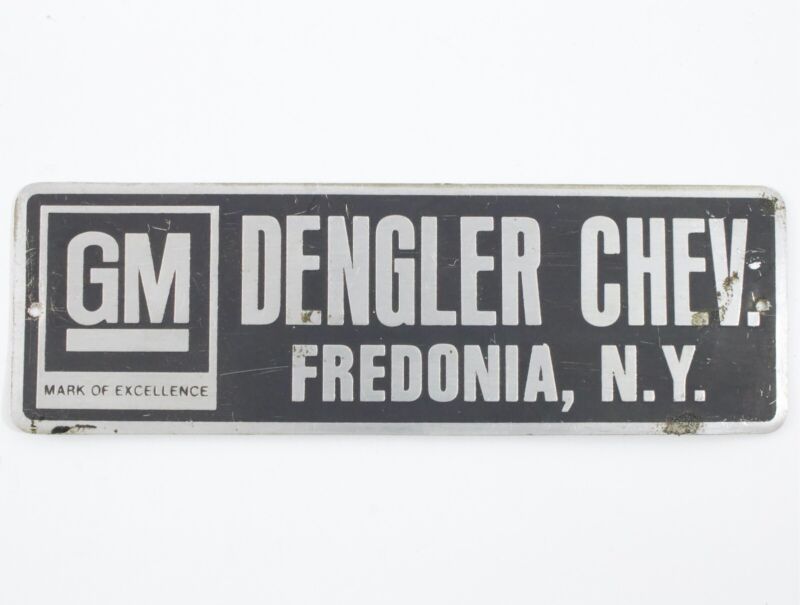 GM
MARK OF EXCELLENCE
DENGLER CHEV.
FREDONIA, N.Y.